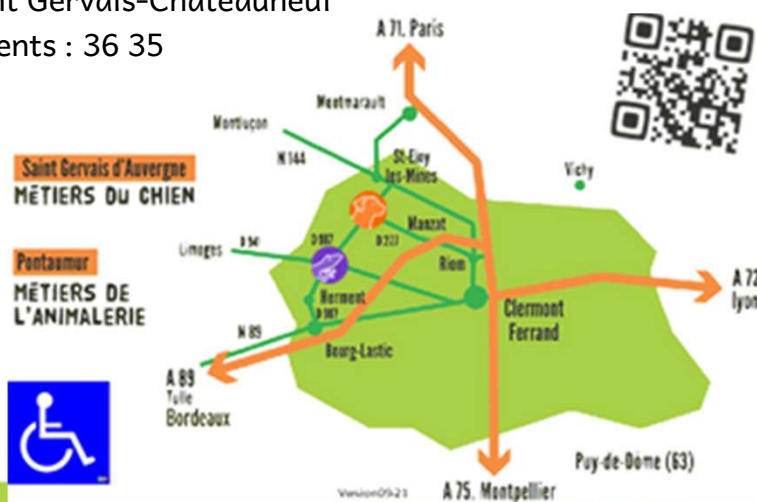 nt Gervais-Châteauneuf
ents : 36 35
A 71. Paris
Montmarault
Montluçon
N 144
St-Eloy
les-Mines
Vichy
Saint Gervais d'Auvergne
MÉTIERS DU CHIEN
Manzat
D 987
D 227
Limoges
D 941
Riom
Pontaumur
MÉTIERS DE
L'ANIMALERIE
A 72
lyon
Herment
D 987
Clermont
Ferrand
N 89
Bourg-Lastic
A 89
Tulle
Bordeaux
Puy-de-Dôme (63)
Version09-21
A 75. Montpellier